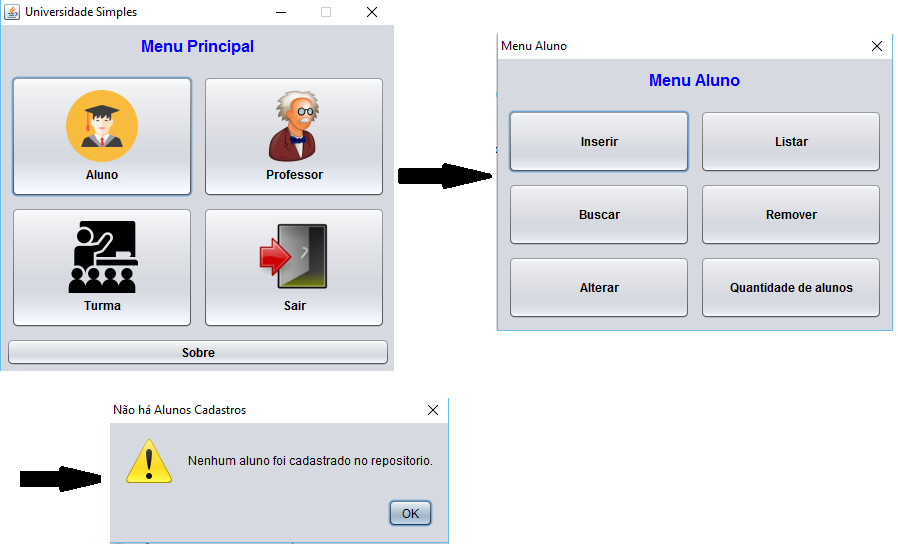 Universidade Simples
Menu Principal
Aluno
Professor
Turma
Sair
Sobre
Menu Aluno
Menu Aluno
Inserir
Listar
Buscar
Remover
Alterar
Quantidade de alunos
Não há Alunos Cadastros
Nenhum aluno foi cadastrado no repositorio.
OK